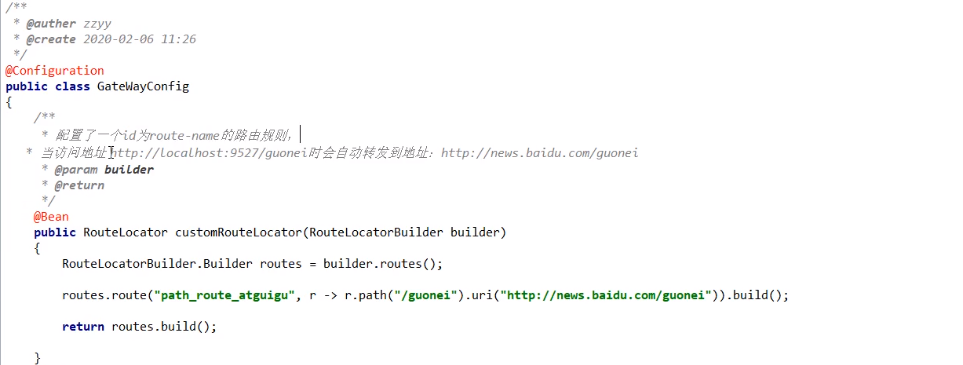 /**
 * @auther zzyy
 * @create 2020-02-06 11:26
 */
@Configuration
public class GateWayConfig
{
    /**
     * 配置了一个id为route-name的路由规则，
   * 当访问地址 http://localhost:9527/guonei时会自动转发到地址：http://news.baidu.com/guonei
     * @param builder
     * @return
     */
    @Bean
    public RouteLocator customRouteLocator(RouteLocatorBuilder builder)
    {
        RouteLocatorBuilder.Builder routes = builder.routes();
        routes.route("path_route_atguigu", r -> r.path("/guonei").uri("http://news.baidu.com/guonei")).build();
        return routes.build();
    }